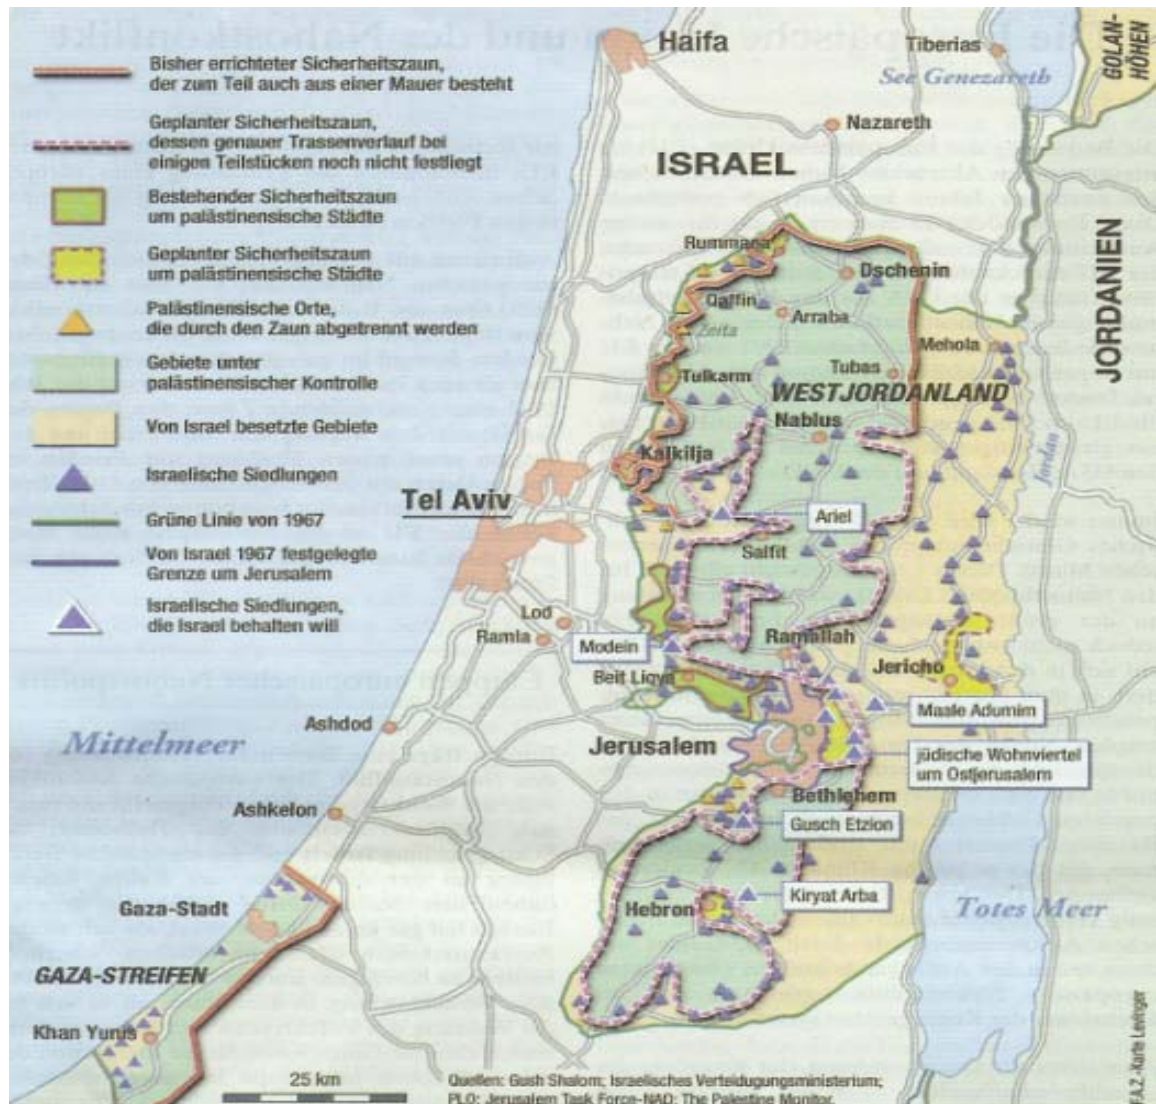 Bisher errichteter Sicherheitszaun,
der zum Teil auch aus einer Mauer besteht
Geplanter Sicherheitszaun,
dessen genauer Trassenverlauf bei
einigen Teilstücken noch nicht festliegt
Bestehender Sicherheitszaun
um palästinensische Städte
Geplanter Sicherheitszaun
um palästinensische Städte
Palästinensische Orte,
die durch den Zaun abgetrennt werden
Gebiete unter
palästinensischer Kontrolle
Von Israel besetzte Gebiete
Israelische Siedlungen
Grüne Linie von 1967
Von Israel 1967 festgelegte
Grenze um Jerusalem
Israelische Siedlungen,
die Israel behalten will
Haifa
Tiberias
See Genezareth
GOLAN-
HÖHEN
Nazareth
ISRAEL
JORDANIEN
Rummana
Dschenin
Qaffin
Arraba
Zeita
Mehola
Tulkarm
Tubas
WESTJORDANLAND
Nablus
Kalkilja
Jordan
Tel Aviv
Ariel
Salfit
Lod
Ramla
Modein
Ramallah
Jericho
Beit Liqya
Maale Adumim
Ashdod
Mittelmeer
Jerusalem
jüdische Wohnviertel
um Ostjerusalem
Ashkelon
Bethlehem
Gusch Etzion
Kiryat Arba
Hebron
Totes Meer
Gaza-Stadt
GAZA-STREIFEN
Khan Yunis
25 km
Quellen: Gush Shalom; Israelisches Verteidigungsministerium;
PLO; Jerusalem Task Force-NAD; The Palestine Monitor.
F.A.Z.-Karte Levinger